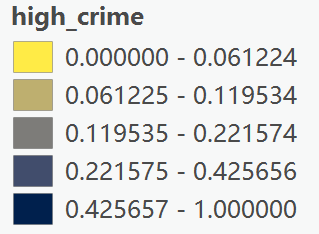 high_crime
0.000000 - 0.061224
0.061225 - 0.119534
0.119535 - 0.221574
0.221575 - 0.425656
0.425657 - 1.000000